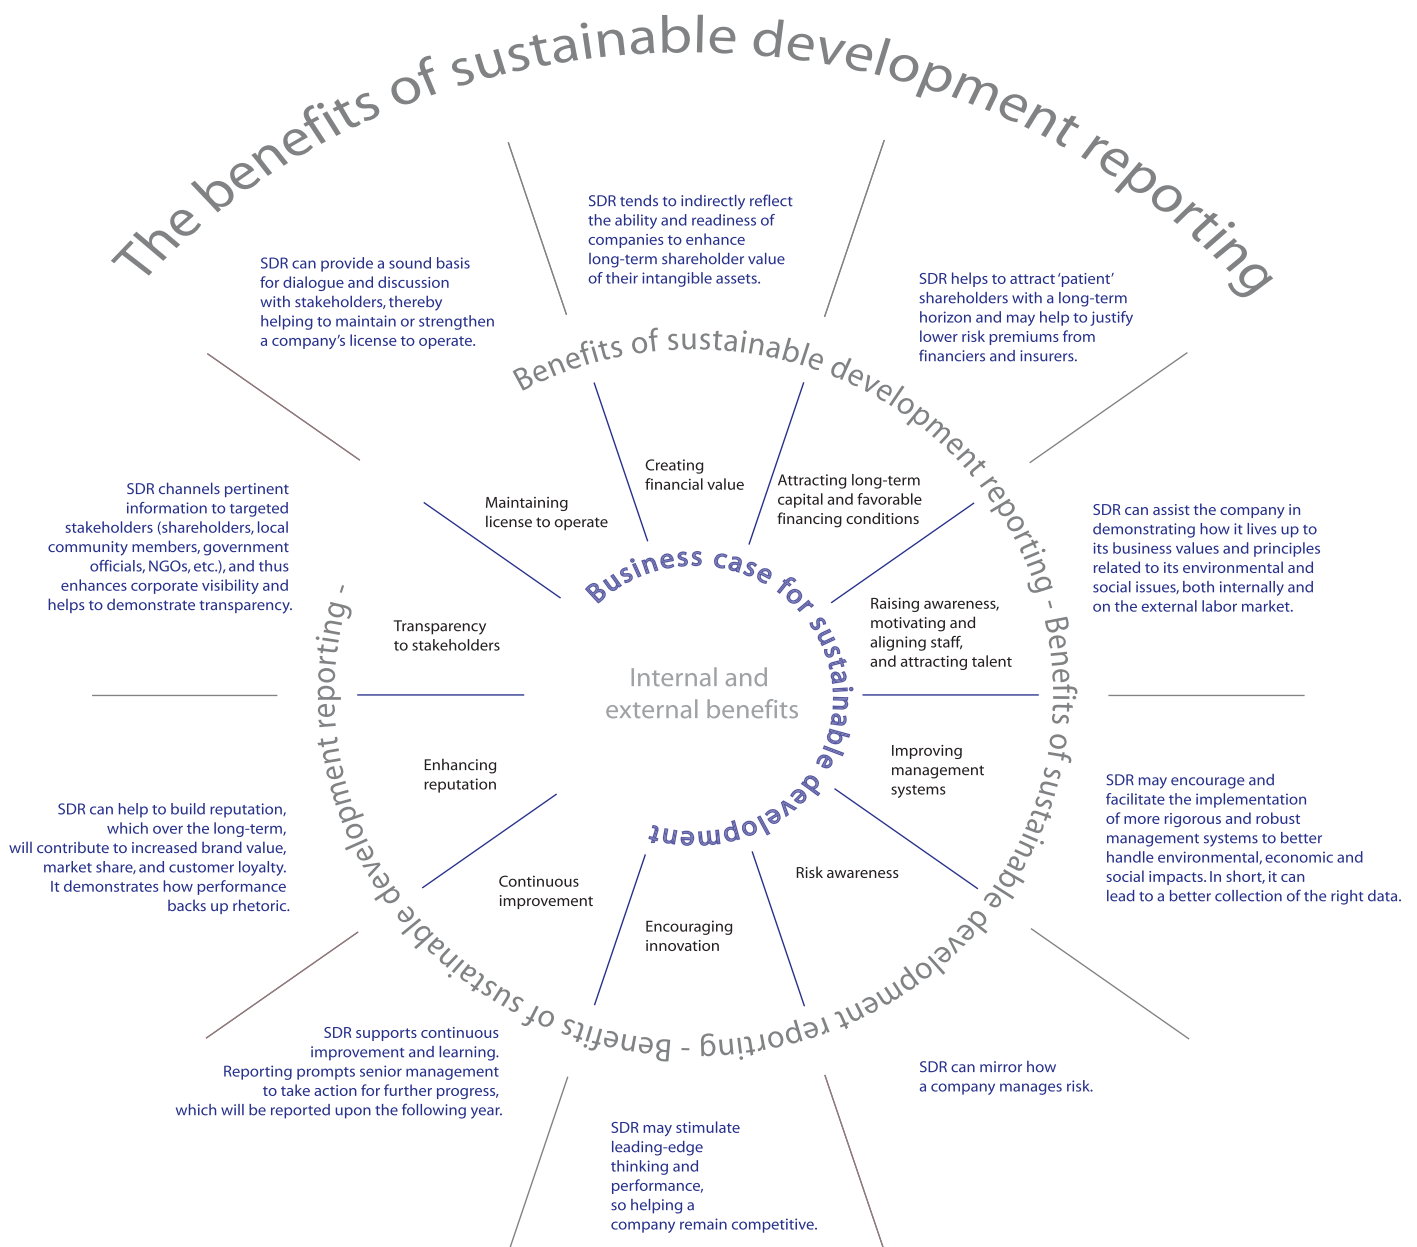 The benefits of sustainable development reporting
SDR tends to indirectly reflect
the ability and readiness of
companies to enhance
long-term shareholder value
of their intangible assets.
SDR can provide a sound basis
for dialogue and discussion
with stakeholders, thereby
helping to maintain or strengthen
a company’s license to operate.
SDR helps to attract ‘patient’
shareholders with a long-term
horizon and may help to justify
lower risk premiums from
financiers and insurers.
Benefits of sustainable development reporting - Benefits of sustainable development reporting - Benefits of sustainable development reporting -
Creating
financial value
Attracting long-term
capital and favorable
financing conditions
Maintaining
license to operate
SDR channels pertinent
information to targeted
stakeholders (shareholders, local
community members, government
officials, NGOs, etc.), and thus
enhances corporate visibility and
helps to demonstrate transparency.
SDR can assist the company in
demonstrating how it lives up to
its business values and principles
related to its environmental and
social issues, both internally and
on the external labor market.
Business case for sustainable development
Raising awareness,
motivating and
aligning staff,
and attracting talent
Transparency
to stakeholders
Internal and
external benefits
Improving
management
systems
Enhancing
reputation
SDR may encourage and
facilitate the implementation
of more rigorous and robust
management systems to better
handle environmental, economic and
social impacts. In short, it can
lead to a better collection of the right data.
SDR can help to build reputation,
which over the long-term,
will contribute to increased brand value,
market share, and customer loyalty.
It demonstrates how performance
backs up rhetoric.
Risk awareness
Continuous
improvement
Encouraging
innovation
SDR supports continuous
improvement and learning.
Reporting prompts senior management
to take action for further progress,
which will be reported upon the following year.
SDR can mirror how
a company manages risk.
SDR may stimulate
leading-edge
thinking and
performance,
so helping a
company remain competitive.